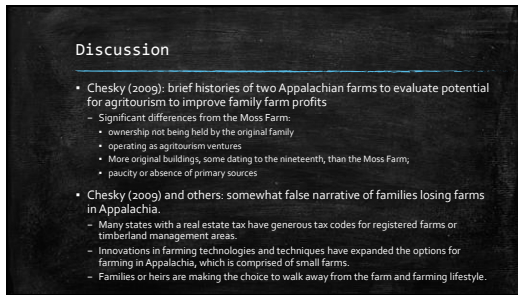 Discussion
▪ Chesky (2009): brief histories of two Appalachian farms to evaluate potential
for agritourism to improve family farm profits
– Significant differences from the Moss Farm:
▪ ownership not being held by the original family
▪ operating as agritourism ventures
▪ More original buildings, some dating to the nineteenth, than the Moss Farm;
▪ paucity or absence of primary sources
▪ Chesky (2009) and others: somewhat false narrative of families losing farms
in Appalachia.
– Many states with a real estate tax have generous tax codes for registered farms or
timberland management areas.
– Innovations in farming technologies and techniques have expanded the options for
farming in Appalachia, which is comprised of small farms.
– Families or heirs are making the choice to walk away from the farm and farming lifestyle.